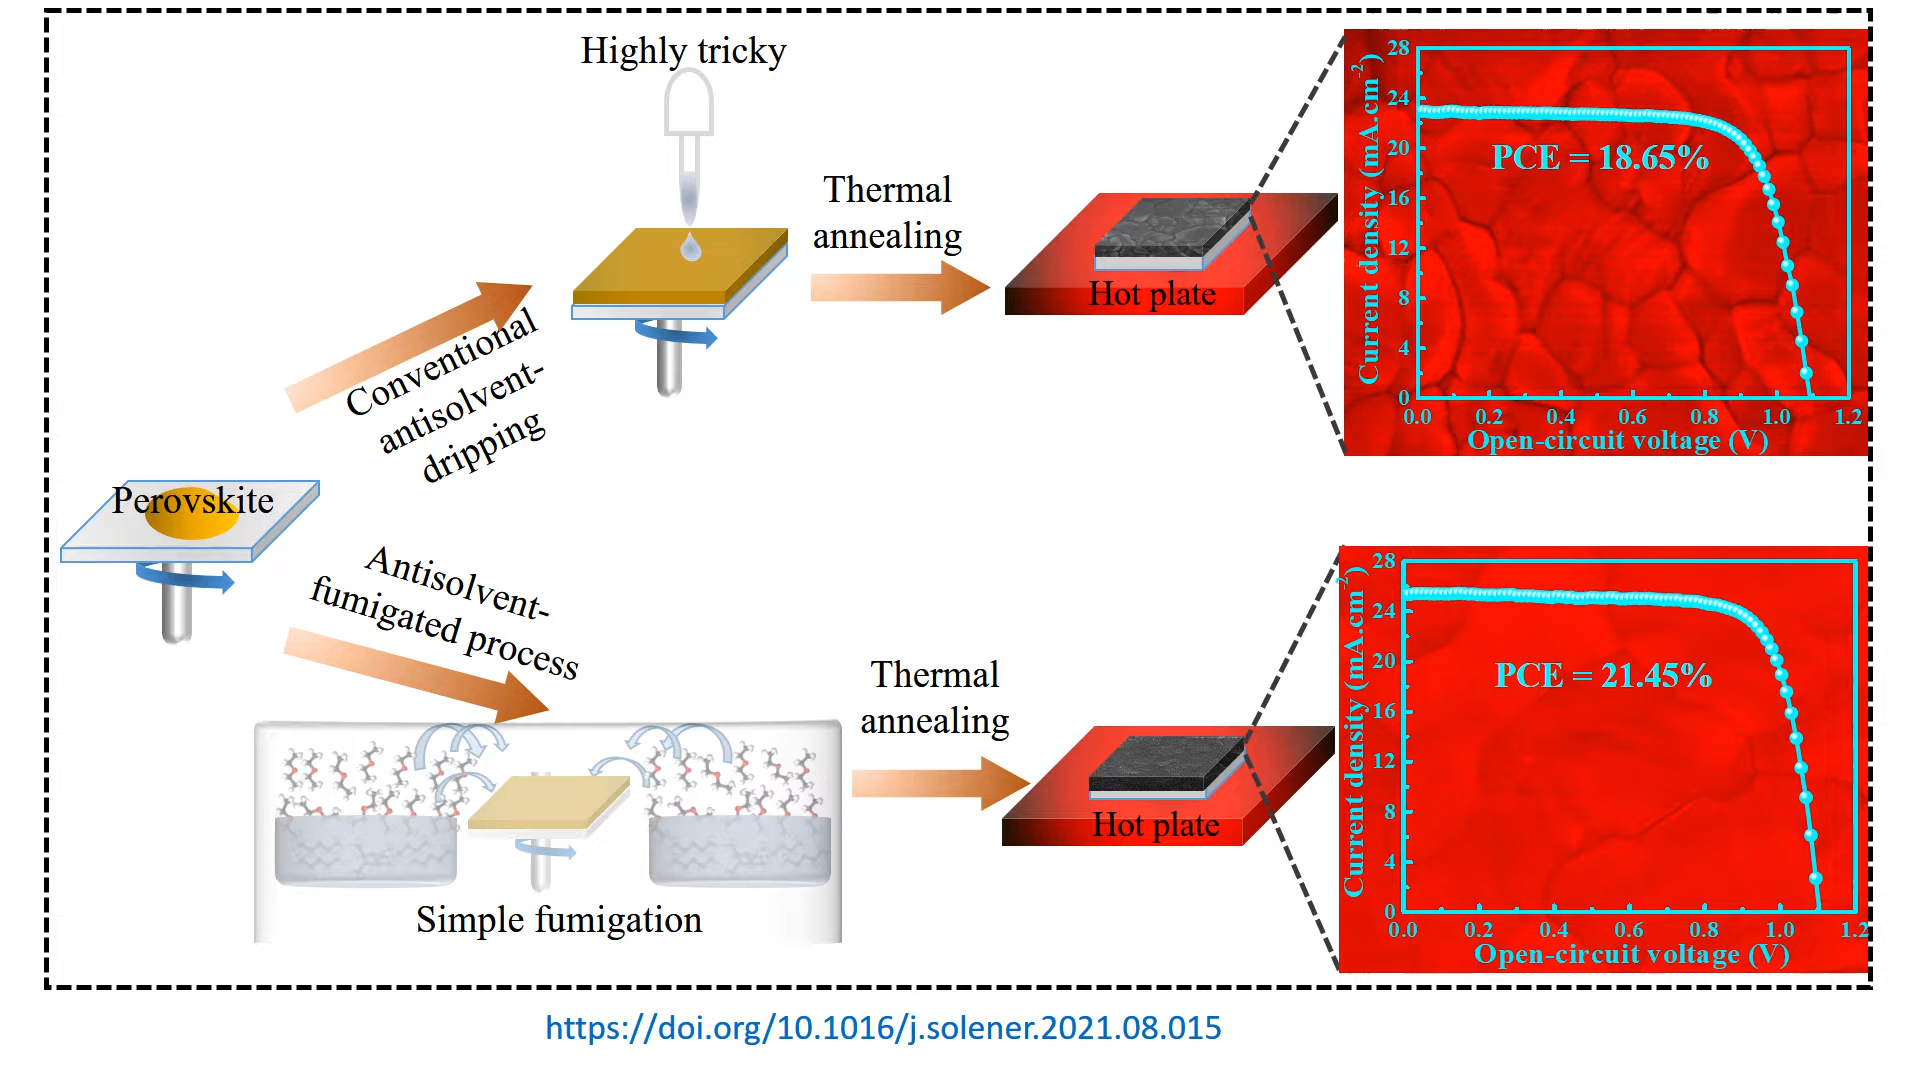 Highly tricky
Thermal
annealing
Hot plate
Conventional
antisolvent-
dripping
Perovskite
Antisolvent-
fumigated process
Simple fumigation
Thermal
annealing
Hot plate
Current density (mA.cm-2)
28
24
20
16
12
8
4
0
PCE = 18.65%
0.0 0.2 0.4 0.6 0.8 1.0 1.2
Open-circuit voltage (V)
Current density (mA.cm-2)
28
24
20
16
12
8
4
0
PCE = 21.45%
0.0 0.2 0.4 0.6 0.8 1.0 1.2
Open-circuit voltage (V)
https://doi.org/10.1016/j.solener.2021.08.015